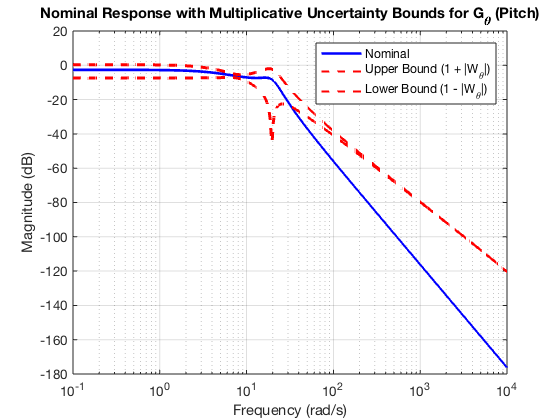 Nominal Response with Multiplicative Uncertainty Bounds for G_θ (Pitch)
20
0
-20
-40
-60
-80
-100
-120
-140
-160
-180
Magnitude (dB)
Nominal
Upper Bound (1 + |W_θ|)
Lower Bound (1 - |W_θ|)
10^-1
10^0
10^1
10^2
10^3
10^4
Frequency (rad/s)